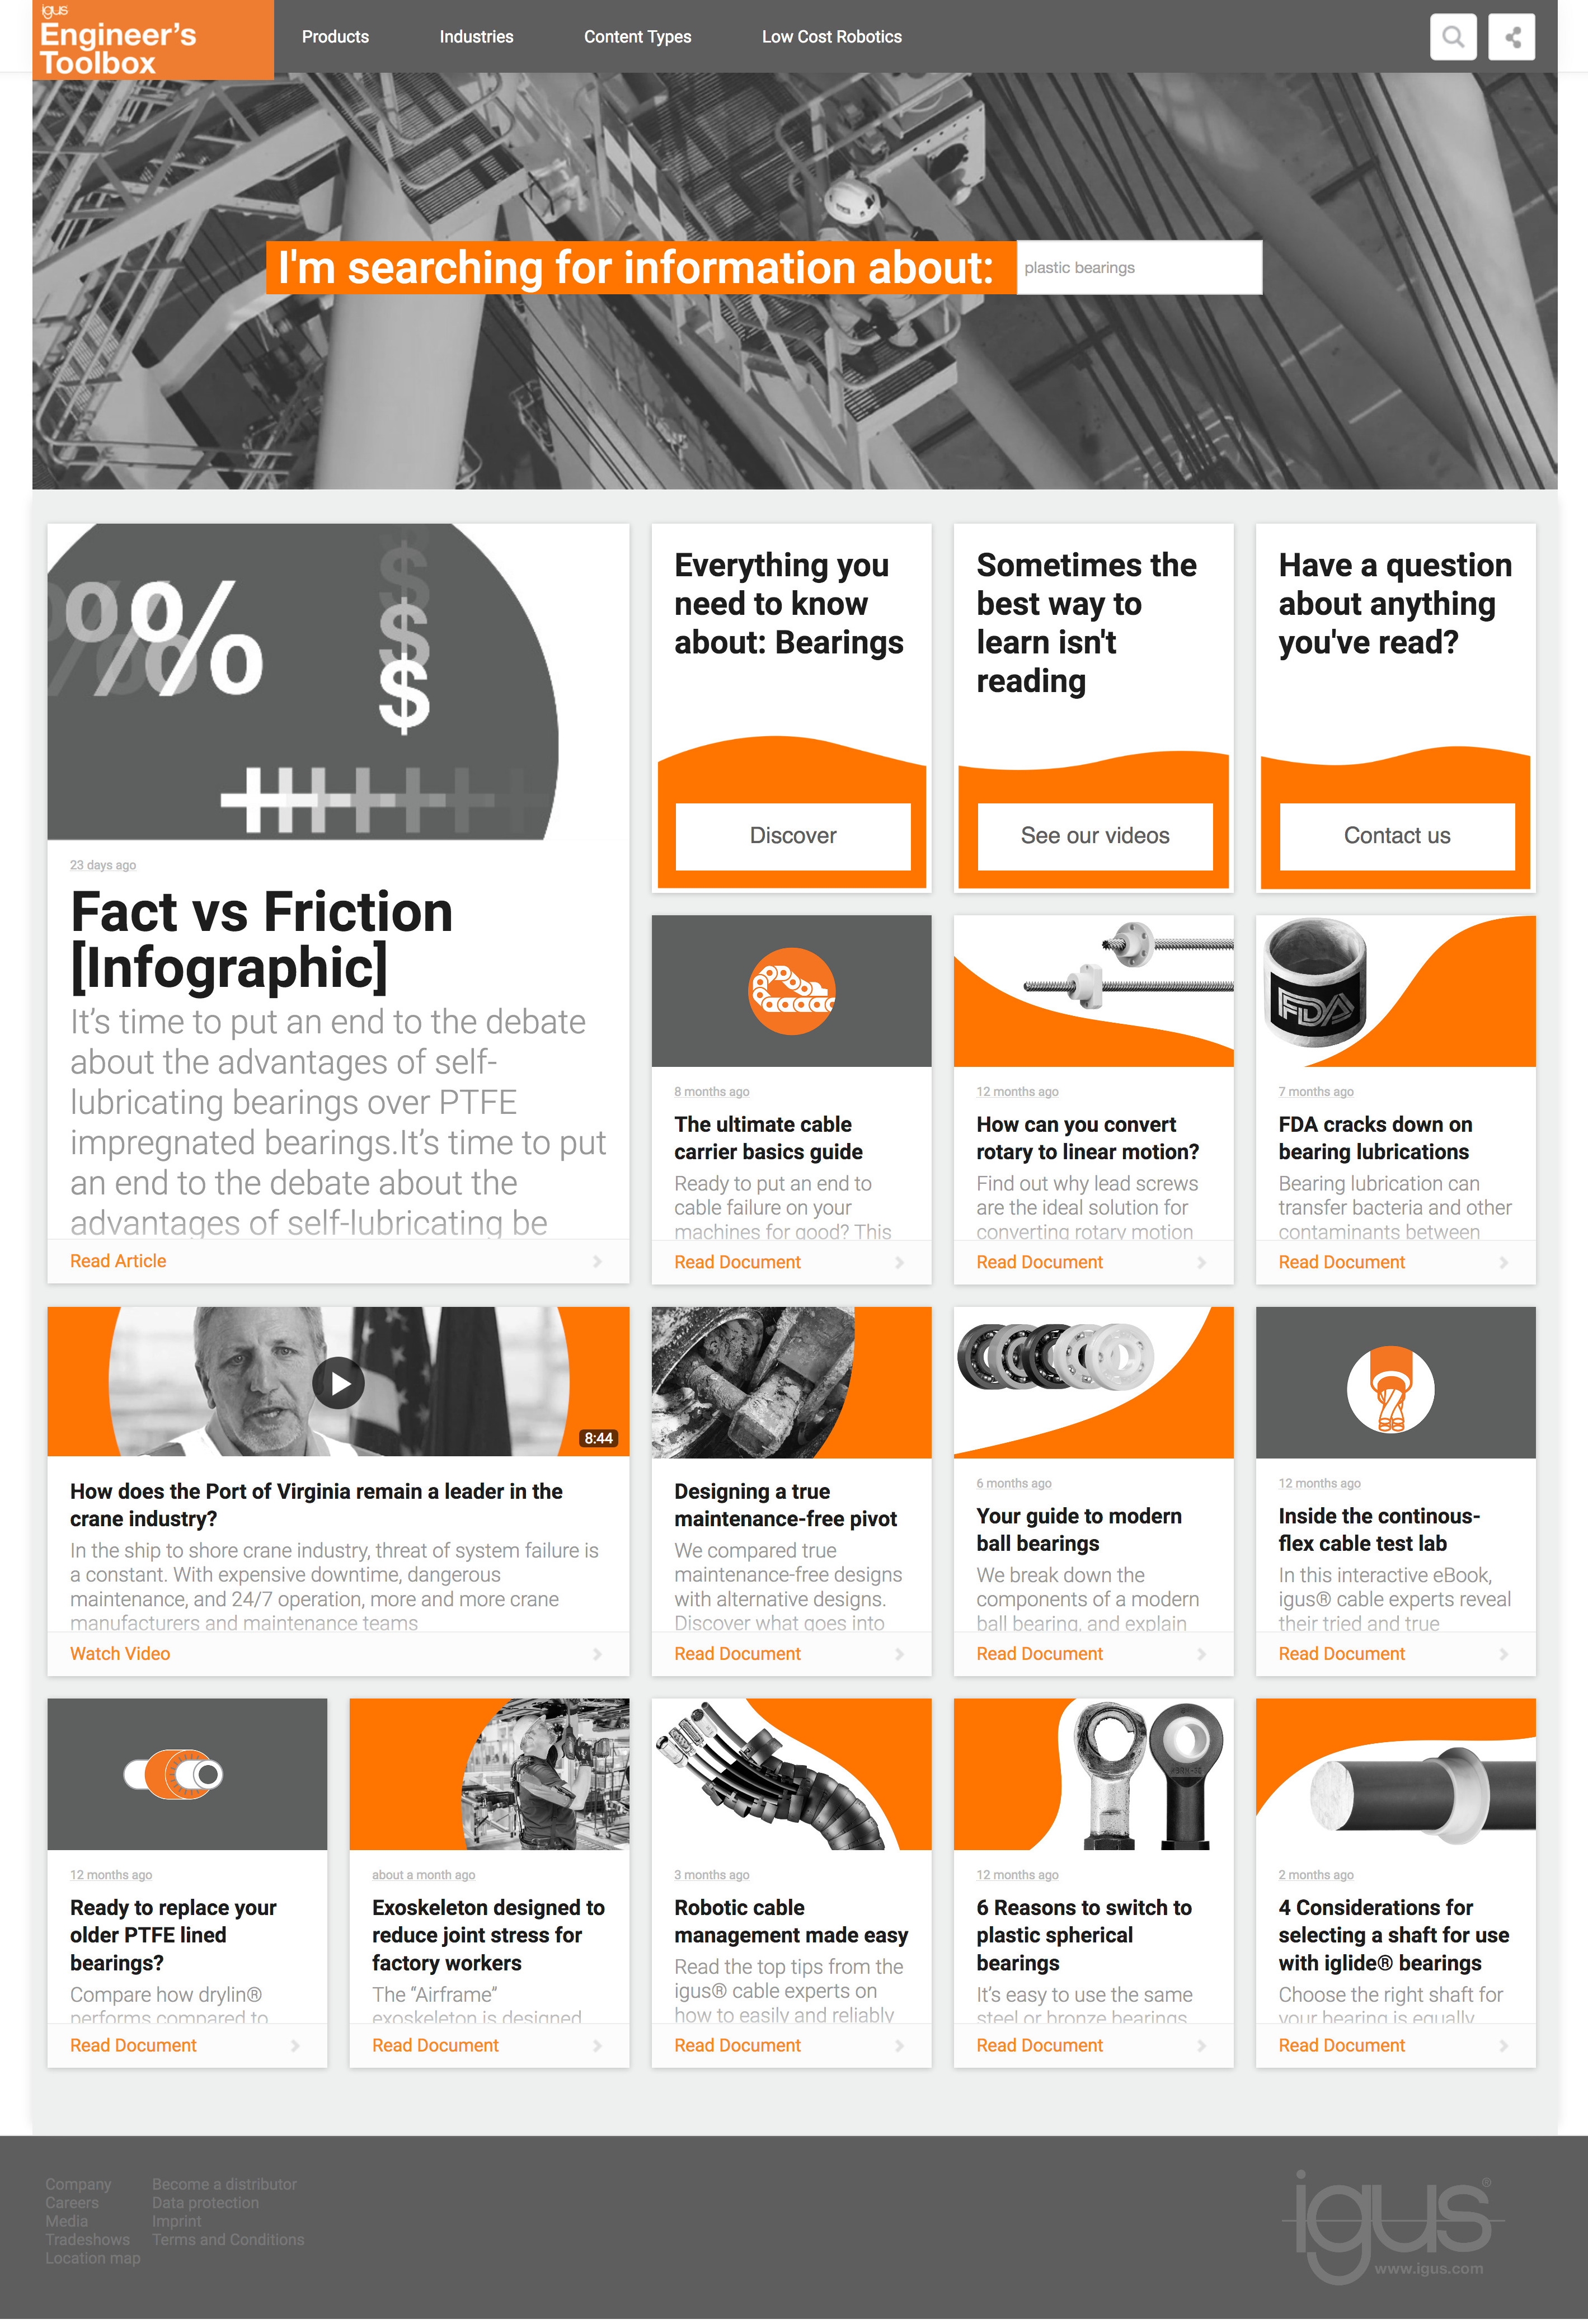 igus
Engineer's
Toolbox
Products
Industries
Content Types
Low Cost Robotics
I'm searching for information about:
plastic bearings
% % %
$
$
$
23 days ago
Fact vs Friction
[Infographic]
It's time to put an end to the debate
about the advantages of self-
lubricating bearings over PTFE
impregnated bearings.It's time to put
an end to the debate about the
advantages of self-lubricating be
Read Article
Everything you
need to know
about: Bearings
Discover
Sometimes the
best way to
learn isn't
reading
See our videos
Have a question
about anything
you've read?
Contact us
8 months ago
The ultimate cable
carrier basics guide
Ready to put an end to
cable failure on your
machines for good? This
Read Document
12 months ago
How can you convert
rotary to linear motion?
Find out why lead screws
are the ideal solution for
converting rotary motion
Read Document
FDA
7 months ago
FDA cracks down on
bearing lubrications
Bearing lubrication can
transfer bacteria and other
contaminants between
Read Document
8:44
How does the Port of Virginia remain a leader in the
crane industry?
In the ship to shore crane industry, threat of system failure is
a constant. With expensive downtime, dangerous
maintenance, and 24/7 operation, more and more crane
manufacturers and maintenance teams
Watch Video
Designing a true
maintenance-free pivot
We compared true
maintenance-free designs
with alternative designs.
Discover what goes into
Read Document
6 months ago
Your guide to modern
ball bearings
We break down the
components of a modern
ball bearing, and explain
Read Document
12 months ago
Inside the continous-
flex cable test lab
In this interactive eBook,
igus® cable experts reveal
their tried and true
Read Document
12 months ago
Ready to replace your
older PTFE lined
bearings?
Compare how drylin®
performs compared to
Read Document
about a month ago
Exoskeleton designed to
reduce joint stress for
factory workers
The “Airframe”
exoskeleton is designed
Read Document
3 months ago
Robotic cable
management made easy
Read the top tips from the
igus® cable experts on
how to easily and reliably
Read Document
12 months ago
6 Reasons to switch to
plastic spherical
bearings
It's easy to use the same
steel or bronze bearings
Read Document
2 months ago
4 Considerations for
selecting a shaft for use
with iglide® bearings
Choose the right shaft for
your bearing is equally
Read Document
Company
Careers
Media
Tradeshows
Location map
Become a distributor
Data protection
Imprint
Terms and Conditions
igus®
www.igus.com